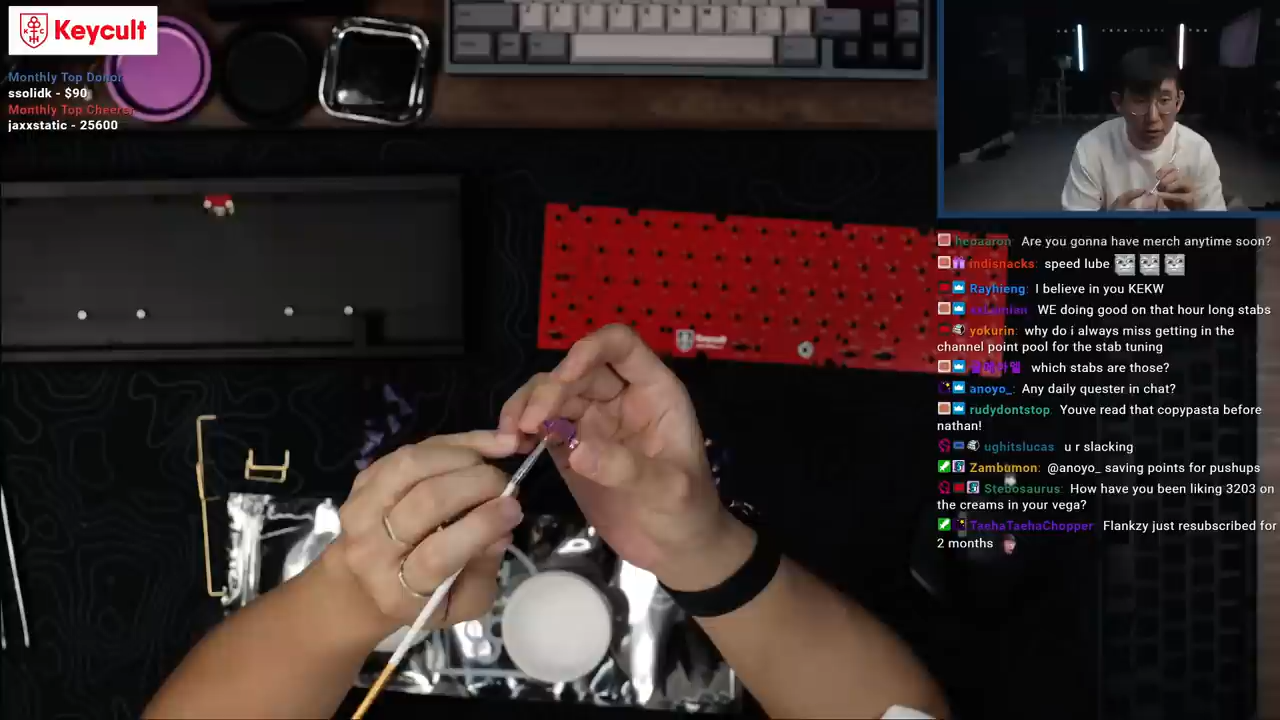 Keycult
Monthly Top Donor
ssolidk - $90
Monthly Top Cheerer
jaxxstatic - 25600
Keycult
hepaaron: Are you gonna have merch anytime soon?
indisnacks: speed lube
Rayhieng: I believe in you KEKW
WE doing good on that hour long stabs
yokurin: why do i always miss getting in the
channel point pool for the stab tuning
which stabs are those?
anoyo_: Any daily quester in chat?
rudydontstop: Youve read that copypasta before
nathan!
ughitslucas: u r slacking
Zambumon: @anoyo_ saving points for pushups
Stebosaurus: How have you been liking 3203 on
the creams in your vega?
TaehaTaehaChopper: Flankzy just resubscribed for
2 months